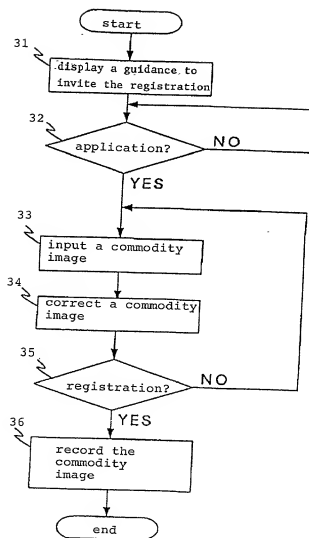 start
31
display a guidance to
invite the registration
32
application?
NO
YES
33
input a commodity
image
34
correct a commodity
image
35
registration?
NO
YES
36
record the
commodity
image
end